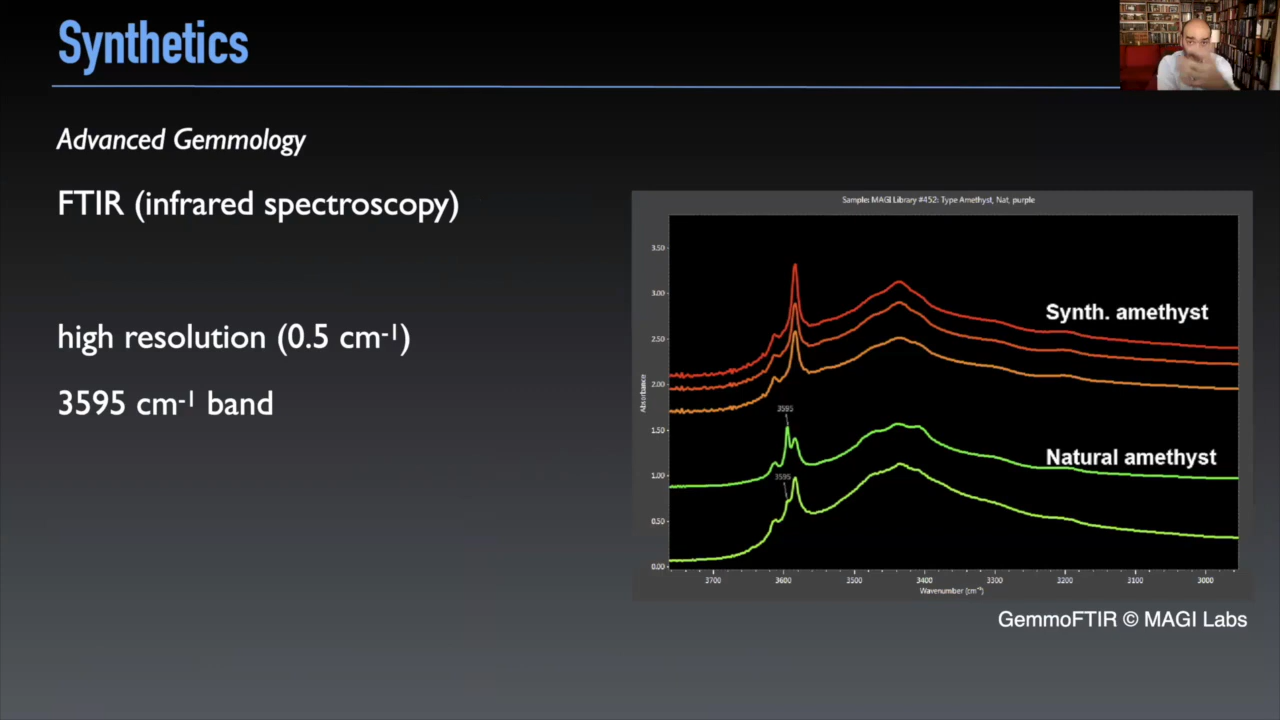 Synthetics
Advanced Gemmology
FTIR (infrared spectroscopy)
high resolution (0.5 cm-1)
3595 cm-1 band
Sample: MAGI Library #452: Type Amethyst, Nat, purple
Absorbance
3.50
3.00
2.50
2.00
1.50
1.00
0.50
0.00
Synth. amethyst
3595
Natural amethyst
3595
3700 3600 3500 3400 3300 3200 3100 3000
Wavenumber (cm-1)
GemmoFTIR © MAGI Labs